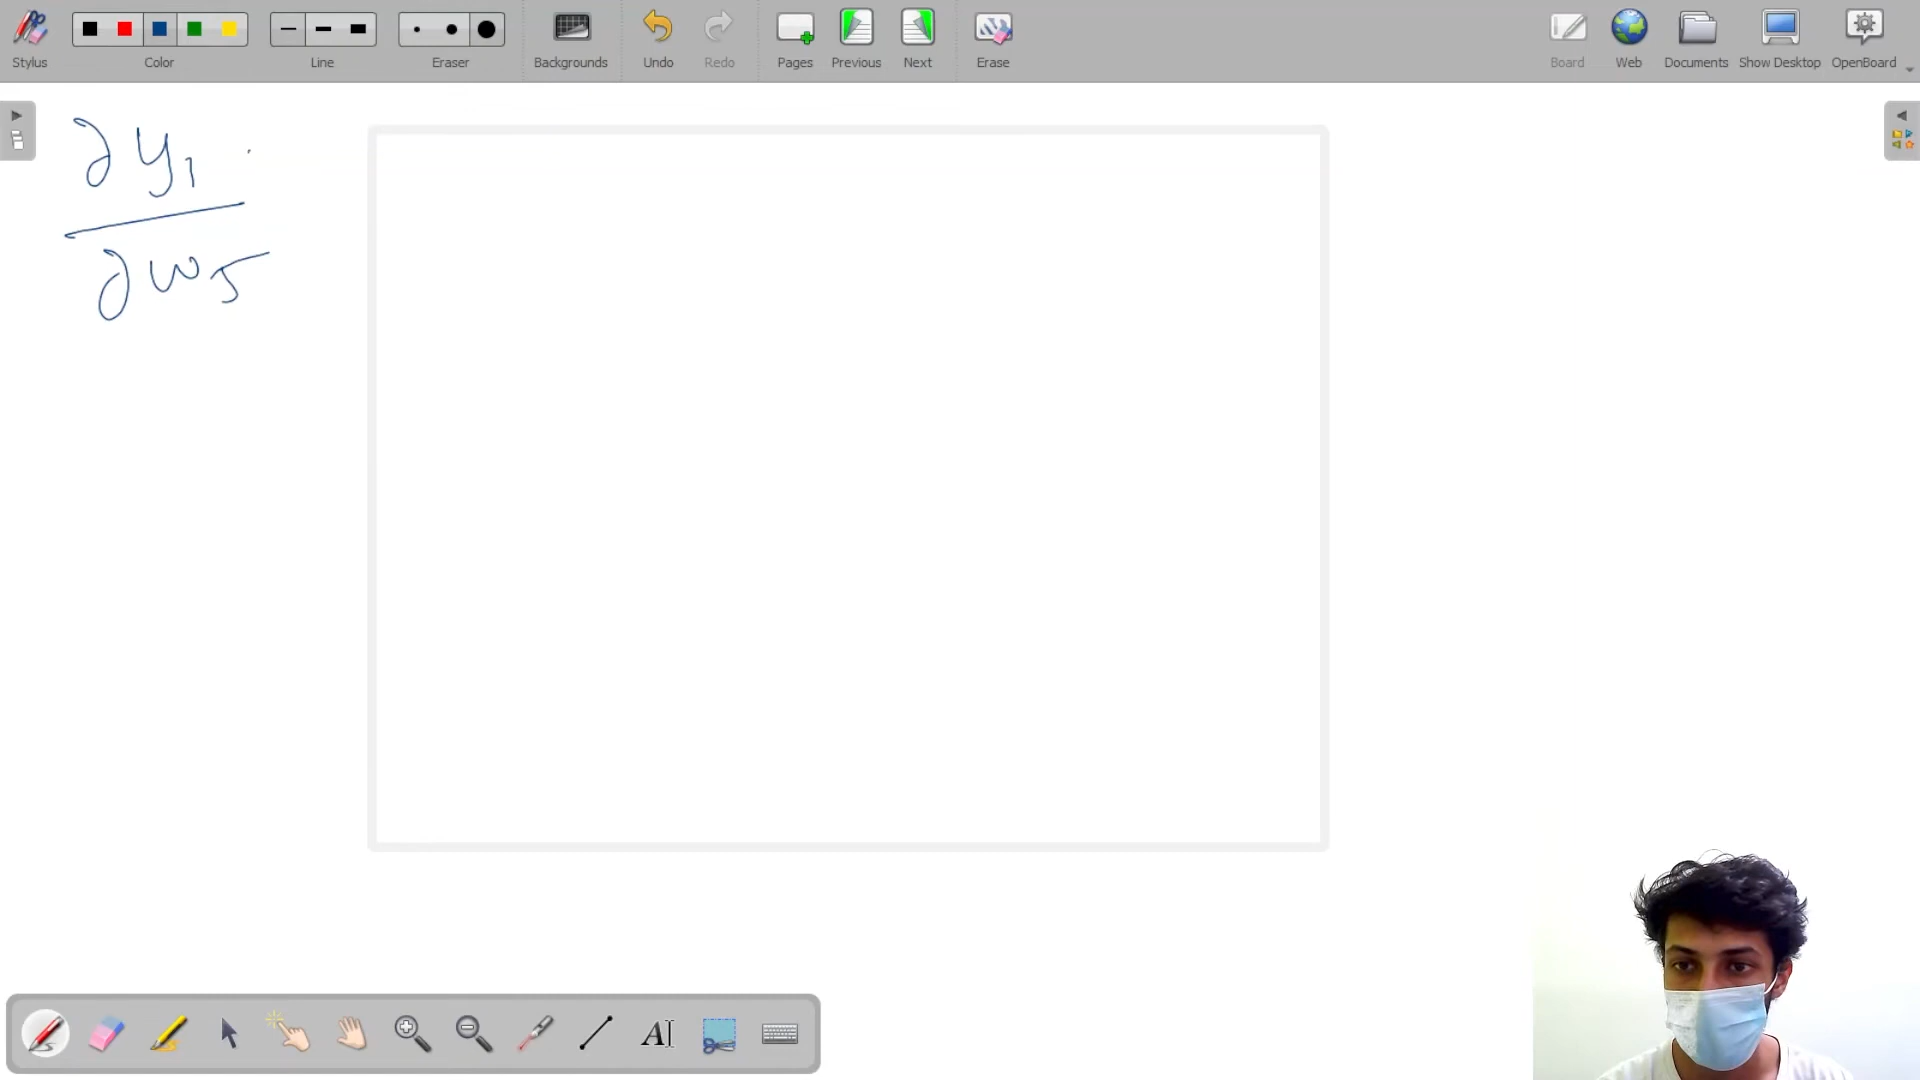 Stylus Color Line Eraser Backgrounds Undo Redo Pages Previous Next Erase Board Web Documents Show Desktop OpenBoard
∂y₁
∂w₅
AI